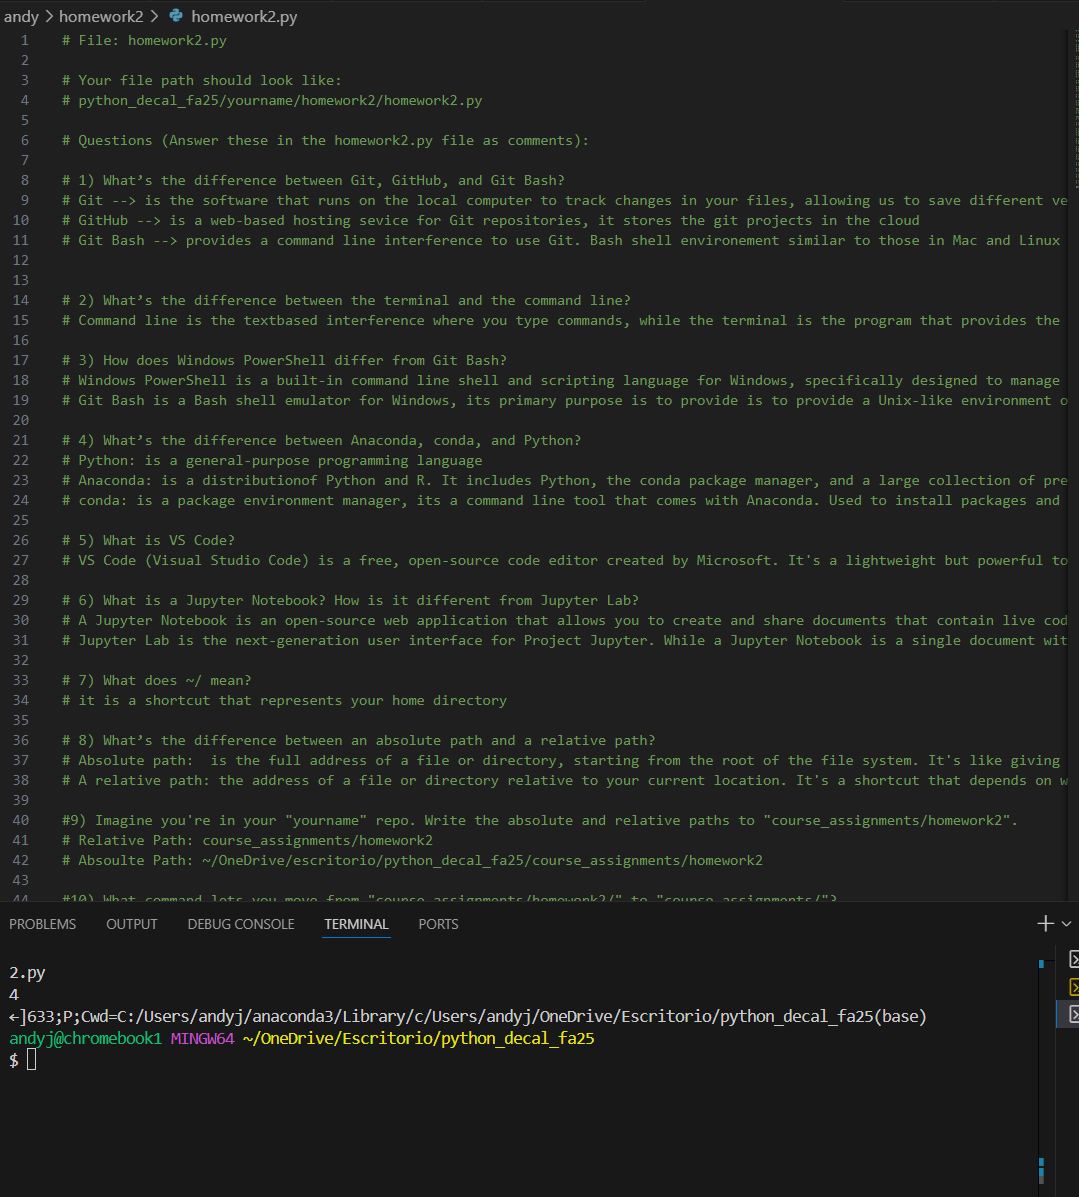 andy > homework2 > homework2.py
1 # File: homework2.py
2
3 # Your file path should look like:
4 # python_decal_fa25/yourname/homework2/homework2.py
5
6 # Questions (Answer these in the homework2.py file as comments):
7
8 # 1) What’s the difference between Git, GitHub, and Git Bash?
9 # Git --> is the software that runs on the local computer to track changes in your files, allowing us to save different ve
10 # GitHub --> is a web-based hosting sevice for Git repositories, it stores the git projects in the cloud
11 # Git Bash --> provides a command line interference to use Git. Bash shell environement similar to those in Mac and Linux
12
13
14 # 2) What’s the difference between the terminal and the command line?
15 # Command line is the textbased interference where you type commands, while the terminal is the program that provides the
16
17 # 3) How does Windows PowerShell differ from Git Bash?
18 # Windows PowerShell is a built-in command line shell and scripting language for Windows, specifically designed to manage
19 # Git Bash is a Bash shell emulator for Windows, its primary purpose is to provide is to provide a Unix-like environment o
20
21 # 4) What’s the difference between Anaconda, conda, and Python?
22 # Python: is a general-purpose programming language
23 # Anaconda: is a distributionof Python and R. It includes Python, the conda package manager, and a large collection of pre
24 # conda: is a package environment manager, its a command line tool that comes with Anaconda. Used to install packages and
25
26 # 5) What is VS Code?
27 # VS Code (Visual Studio Code) is a free, open-source code editor created by Microsoft. It's a lightweight but powerful to
28
29 # 6) What is a Jupyter Notebook? How is it different from Jupyter Lab?
30 # A Jupyter Notebook is an open-source web application that allows you to create and share documents that contain live cod
31 # Jupyter Lab is the next-generation user interface for Project Jupyter. While a Jupyter Notebook is a single document wit
32
33 # 7) What does ~/ mean?
34 # it is a shortcut that represents your home directory
35
36 # 8) What’s the difference between an absolute path and a relative path?
37 # Absolute path:  is the full address of a file or directory, starting from the root of the file system. It's like giving
38 # A relative path: the address of a file or directory relative to your current location. It's a shortcut that depends on w
39
40 #9) Imagine you're in your "yourname" repo. Write the absolute and relative paths to "course_assignments/homework2".
41 # Relative Path: course_assignments/homework2
42 # Absoulte Path: ~/OneDrive/escritorio/python_decal_fa25/course_assignments/homework2
43
44 #10) What command lets you move from "course_assignments/homework2/" to "course_assignments/"?
PROBLEMS OUTPUT DEBUG CONSOLE TERMINAL PORTS
2.py
4
←]633;P;Cwd=C:/Users/andyj/anaconda3/Library/c/Users/andyj/OneDrive/Escritorio/python_decal_fa25(base)
andyj@chromebook1 MINGW64 ~/OneDrive/Escritorio/python_decal_fa25
$